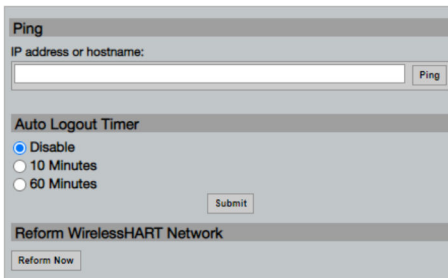 Ping
IP address or hostname:
Ping
Auto Logout Timer
Disable
10 Minutes
60 Minutes
Submit
Reform WirelessHART Network
Reform Now